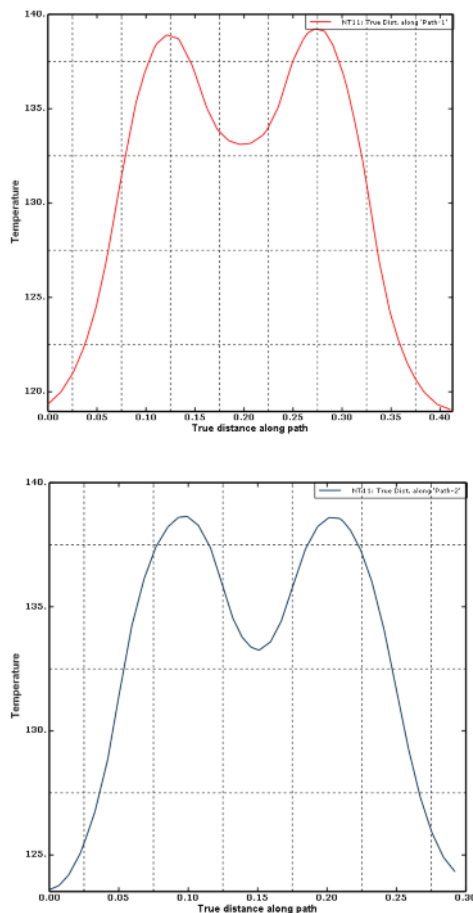 140.
NT11: True Dist. along 'Path-1'
135.
130.
125.
120.
Temperature
0.00 0.05 0.10 0.15 0.20 0.25 0.30 0.35 0.40
True distance along path
140.
NT11: True Dist. along 'Path-2'
135.
130.
125.
Temperature
0.00 0.05 0.10 0.15 0.20 0.25 0.30
True distance along path